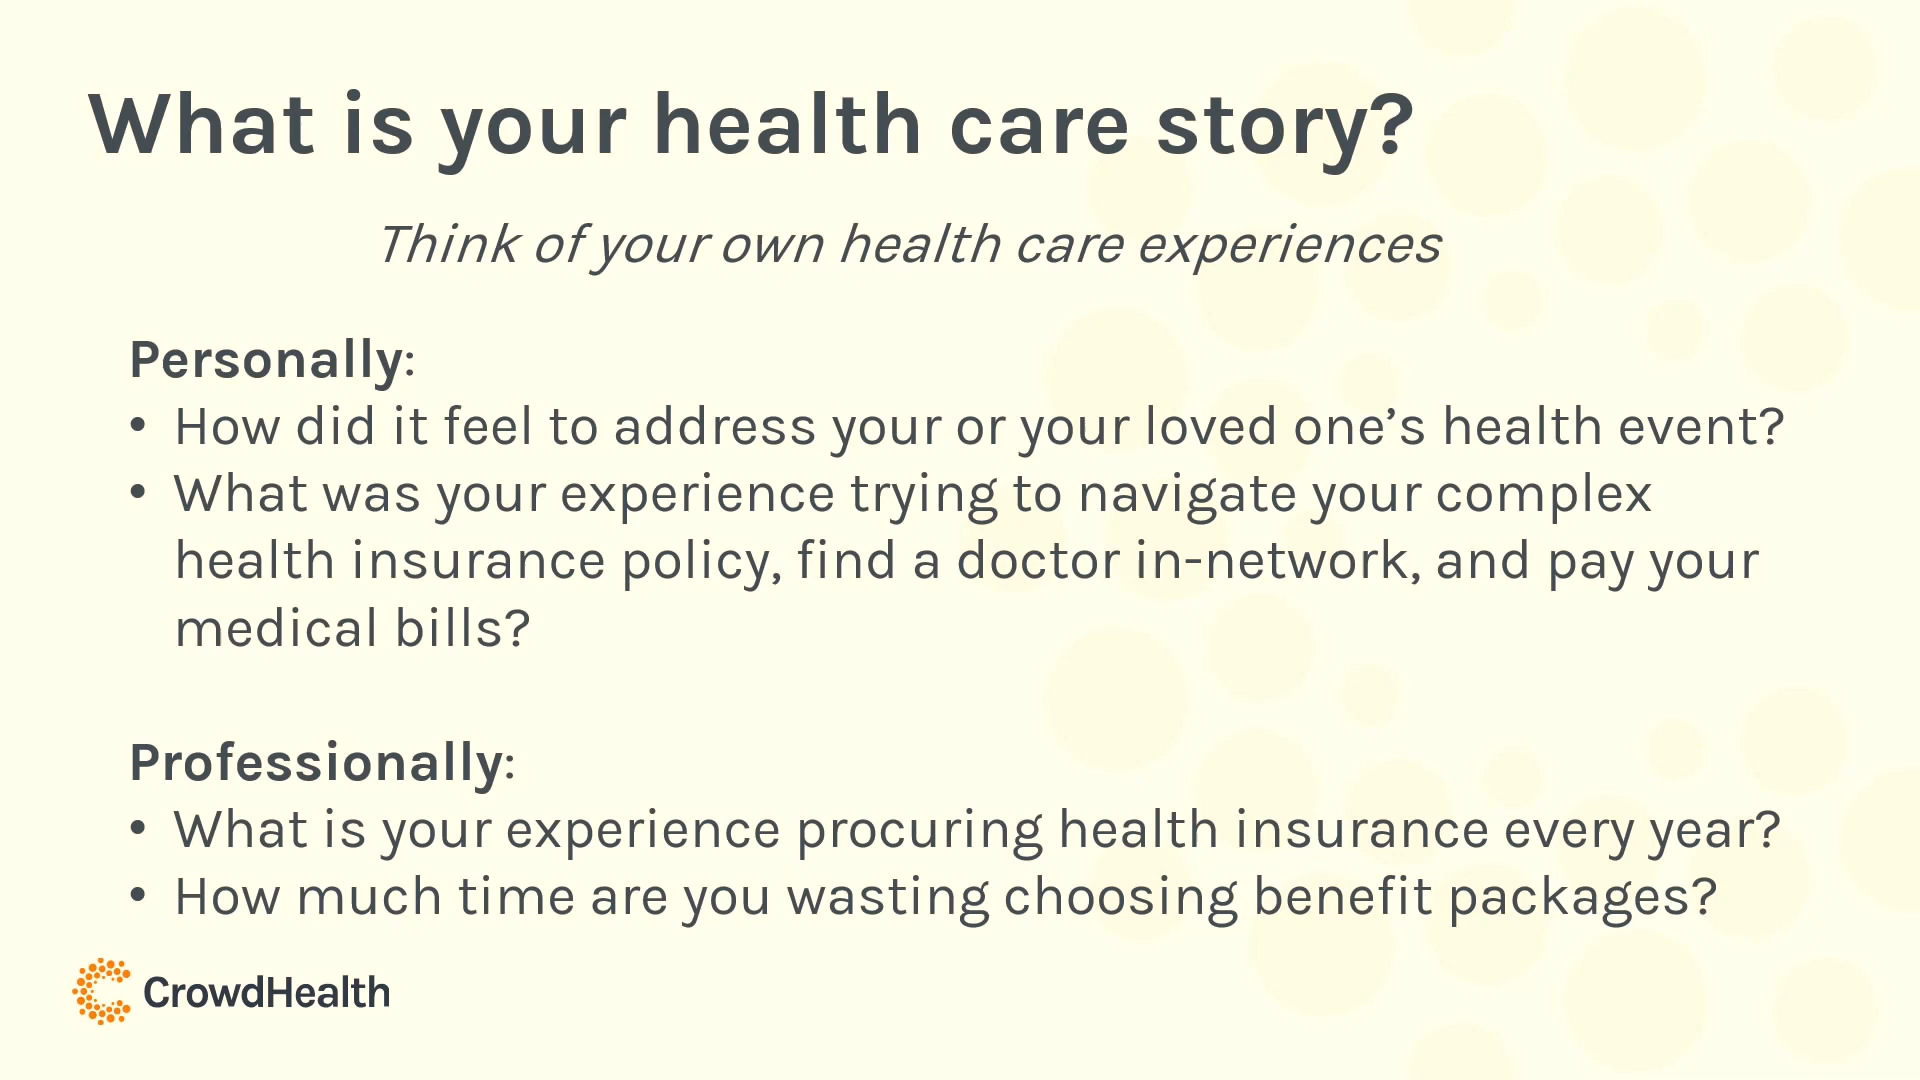 What is your health care story?
Think of your own health care experiences
Personally:
• How did it feel to address your or your loved one’s health event?
• What was your experience trying to navigate your complex
health insurance policy, find a doctor in-network, and pay your
medical bills?
Professionally:
• What is your experience procuring health insurance every year?
• How much time are you wasting choosing benefit packages?
CrowdHealth